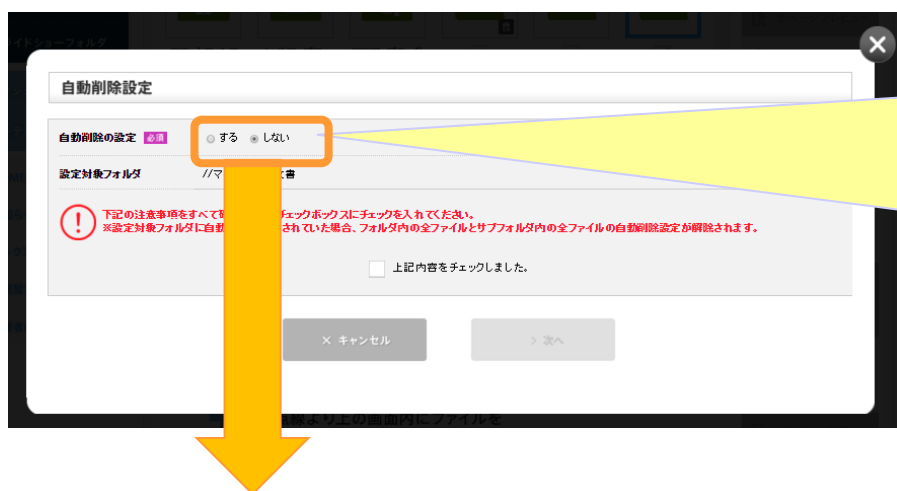 イドショーフォルダ
自動削除設定
自動削除の設定 必須 する しない
設定対象フォルダ //マ 書
下記の注意事項をすべて チェックボックスにチェックを入れてください。
※設定対象フォルダに自動 されていた場合、フォルダ内の全ファイルとサブフォルダ内の全ファイルの自動削除設定が解除されます。
上記内容をチェックしました。
× キャンセル > 次へ
線より上の画面内にファイルを